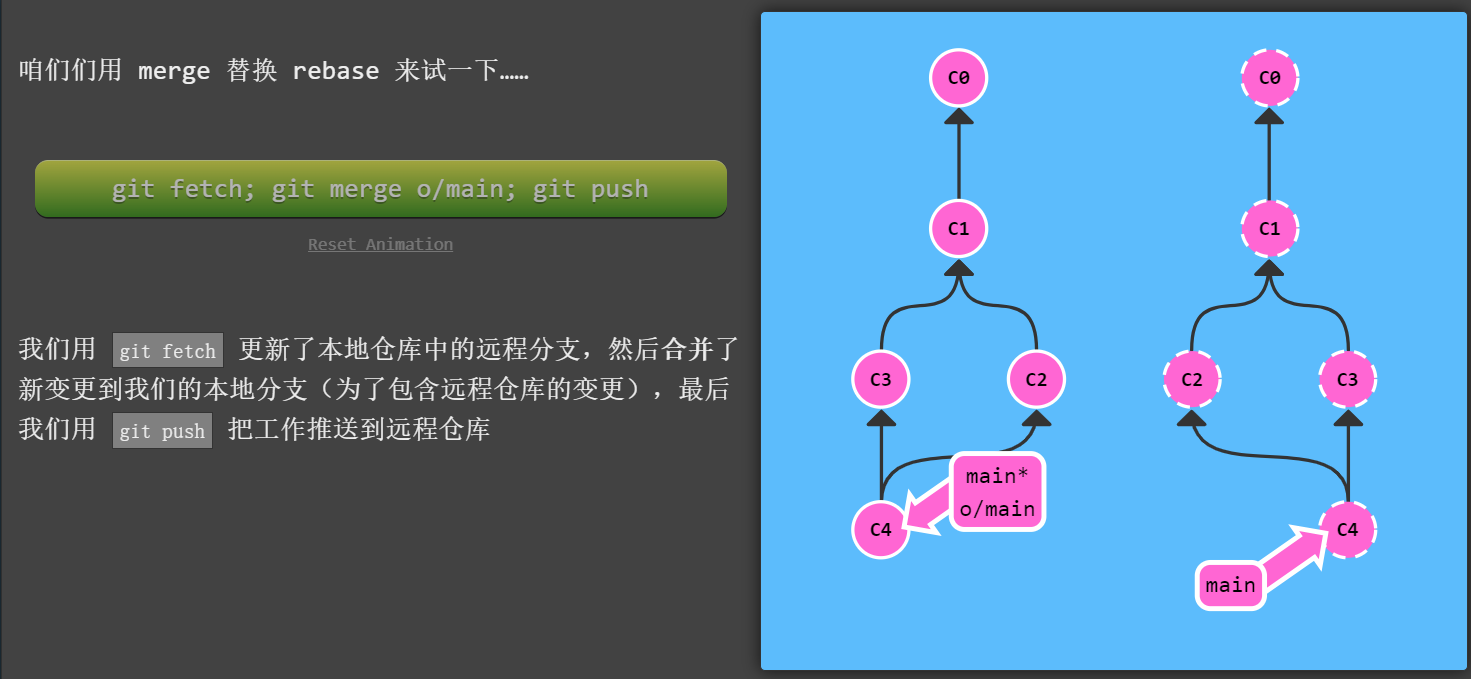 咱们们用 merge 替换 rebase 来试一下……
git fetch; git merge o/main; git push
Reset Animation
我们用 git fetch 更新了本地仓库中的远程分支，然后合并了
新变更到我们的本地分支（为了包含远程仓库的变更），最后
我们用 git push 把工作推送到远程仓库
C0
C1
C3
C2
main*
o/main
C4
C0
C1
C2
C3
C4
main